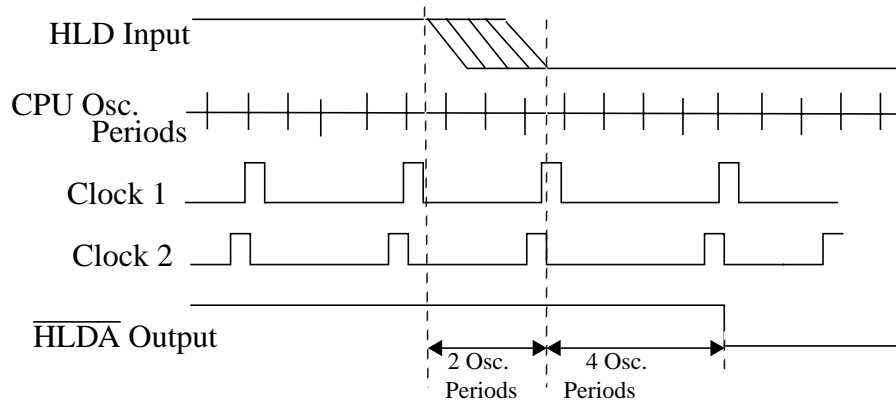 HLD Input
CPU Osc.
Periods
Clock 1
Clock 2
HLDA Output
2 Osc.
Periods
4 Osc.
Periods